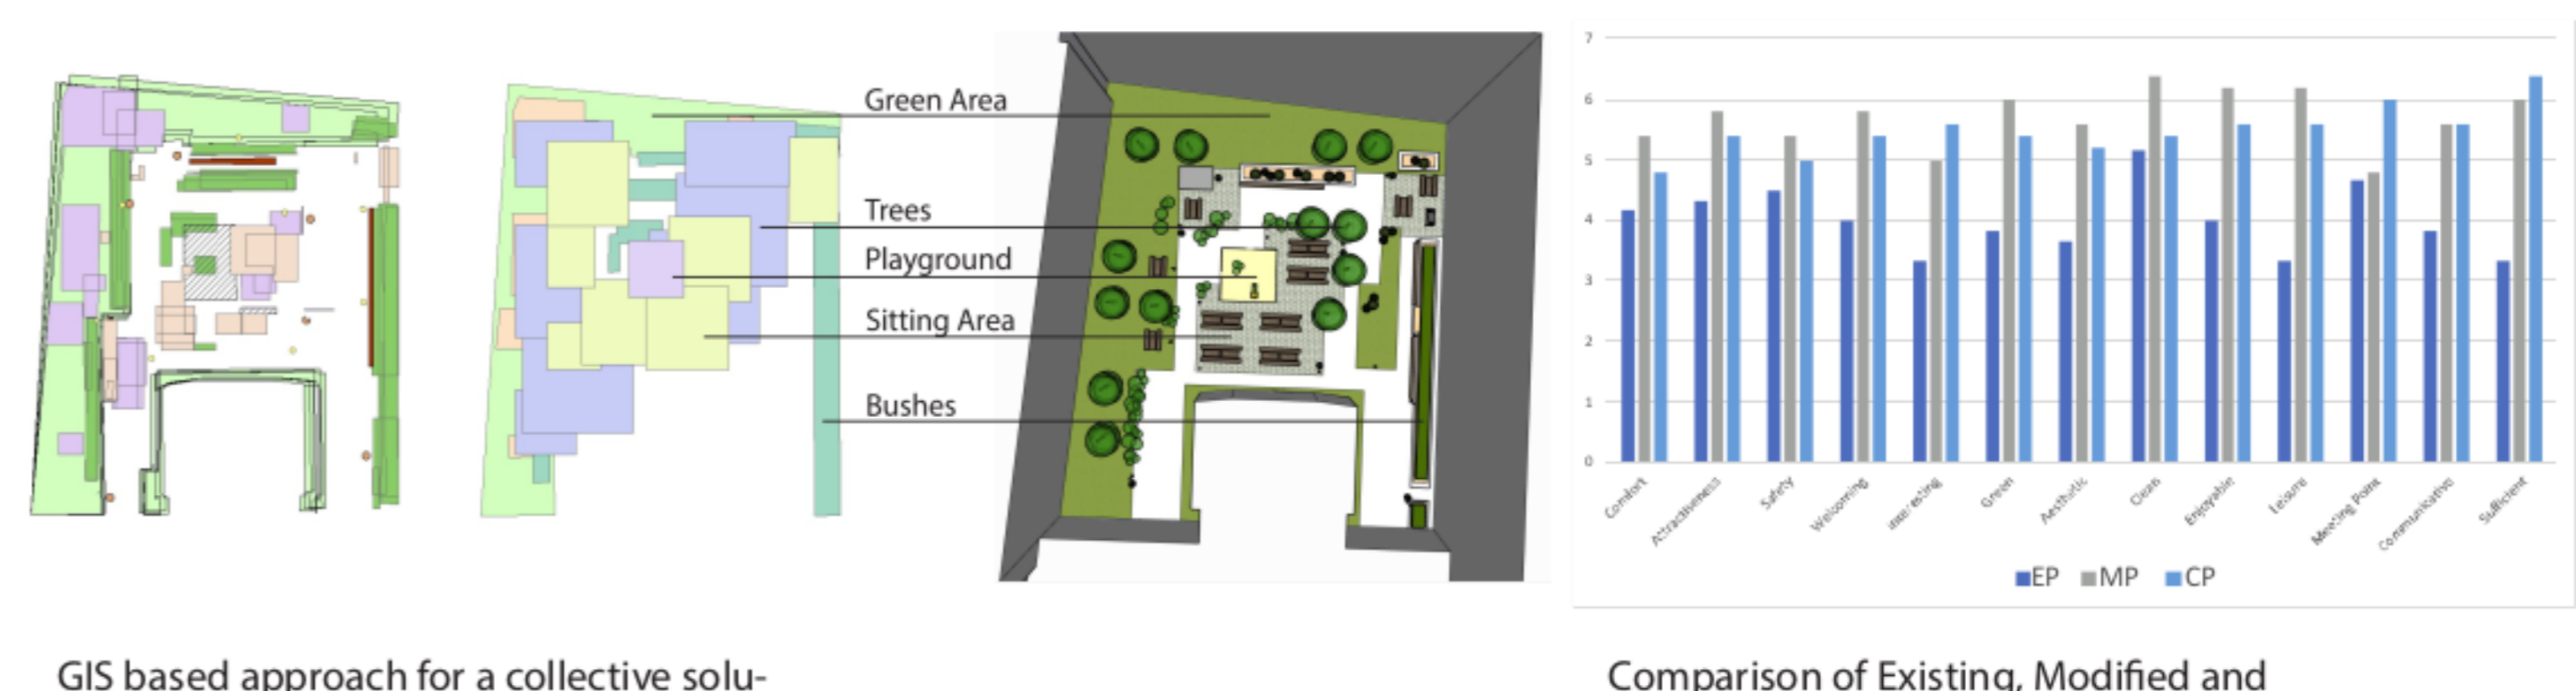 Green Area
Trees
Playground
Sitting Area
Bushes
7
6
5
4
3
2
1
0
Comfort
Attractiveness
Safety
Welcoming
Interesting
Green
Aesthetic
Clean
Enjoyable
Leisure
Meeting Point
Communicative
Sufficient
EP MP CP
GIS based approach for a collective solu-
Comparison of Existing, Modified and